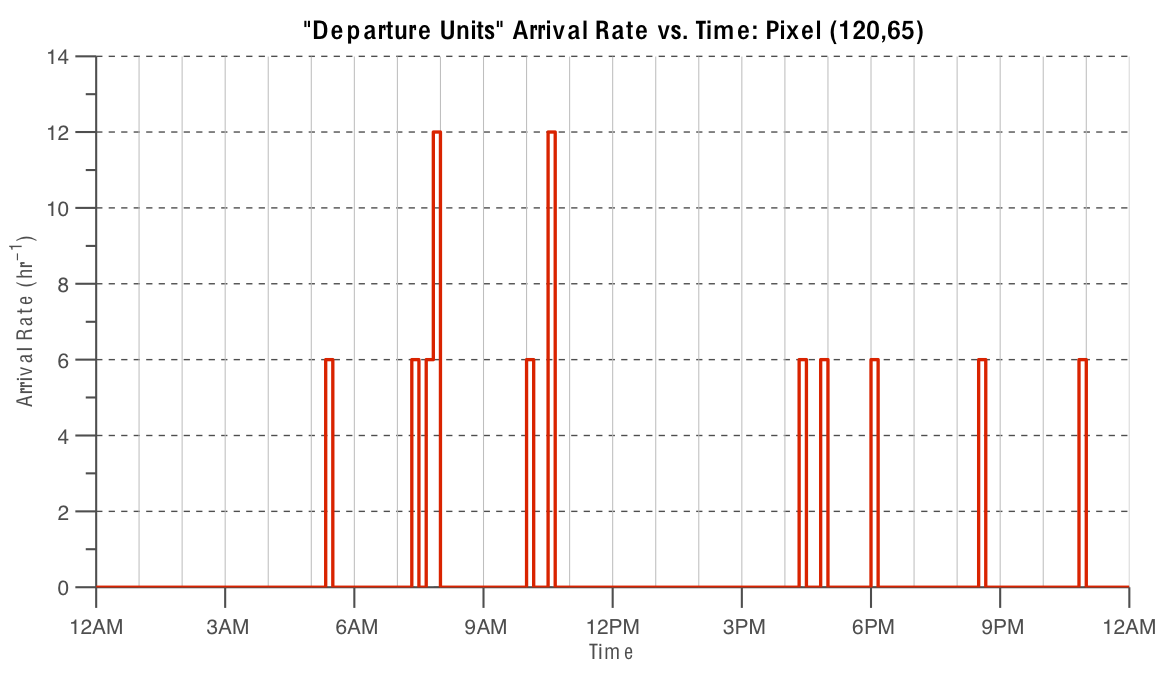 "Departure Units" Arrival Rate vs. Time: Pixel (120,65)
14
12
10
8
6
4
2
0
Arrival Rate (hr⁻¹)
12AM 3AM 6AM 9AM 12PM 3PM 6PM 9PM 12AM
Time